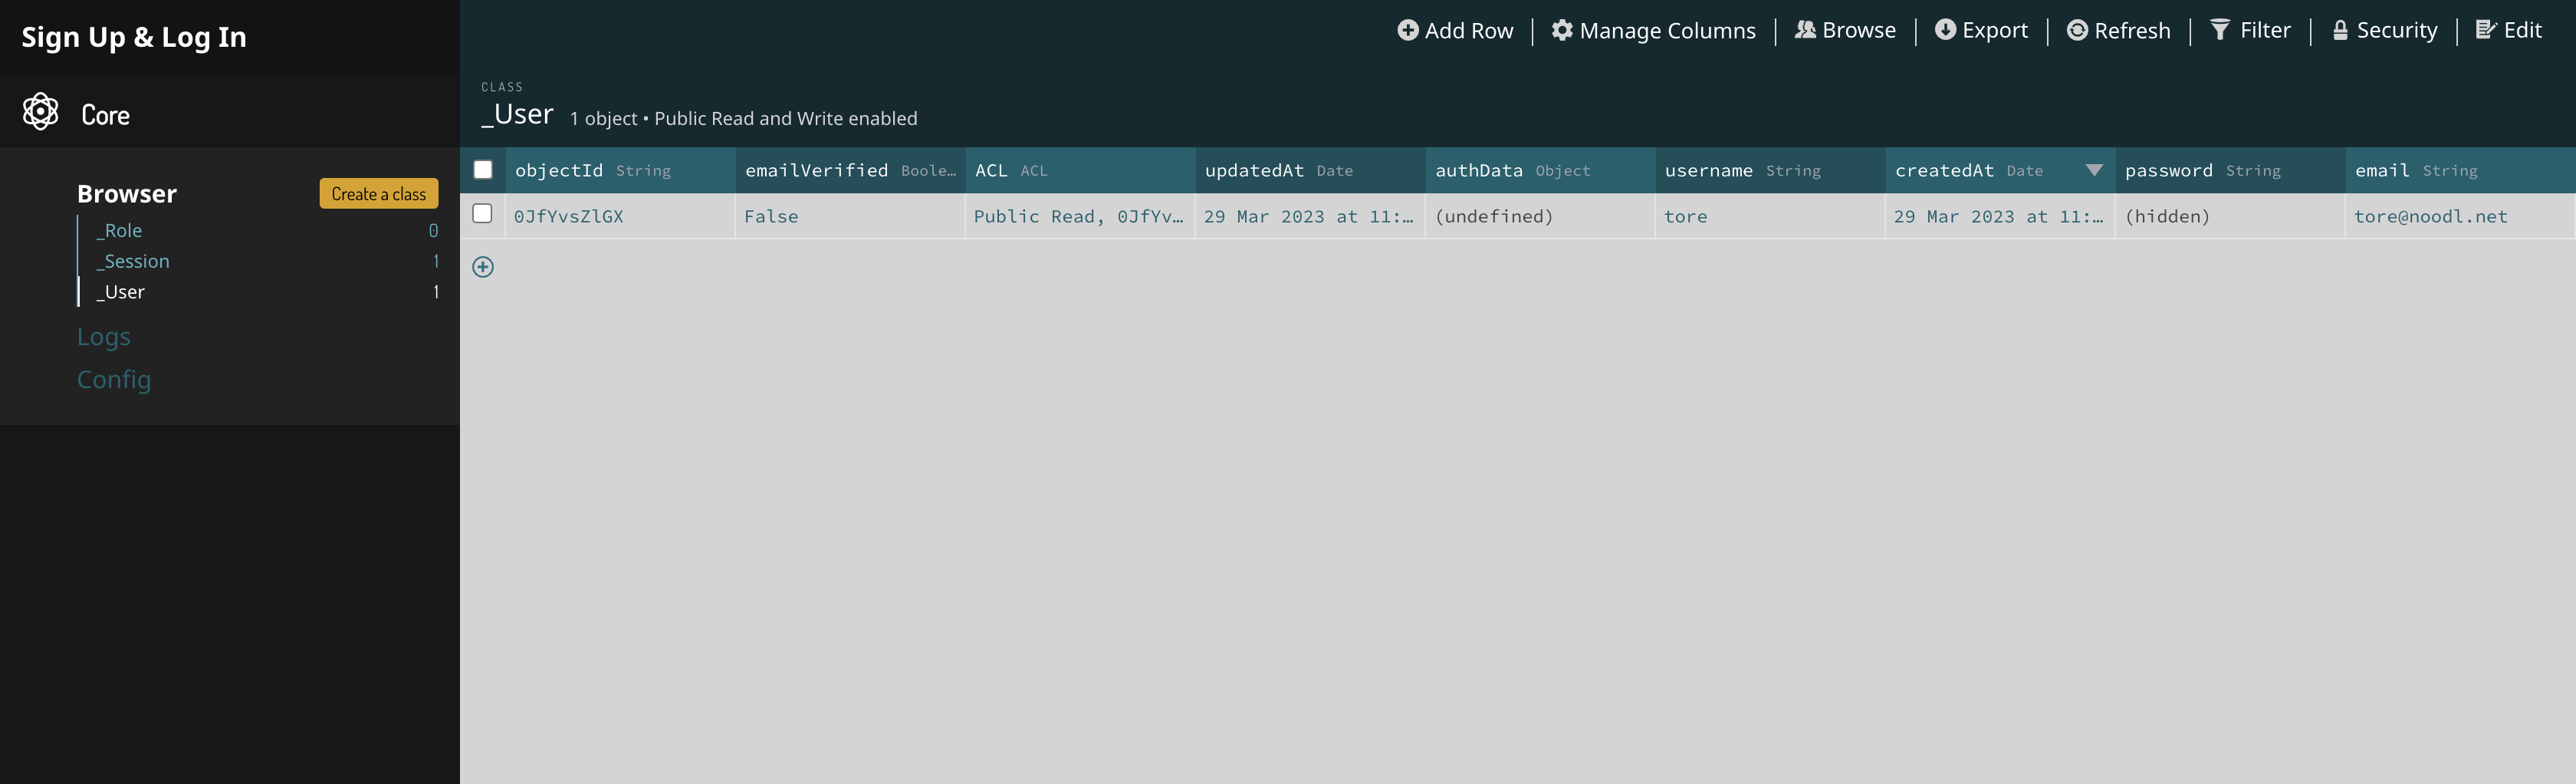 Sign Up & Log In
Add Row
Manage Columns
Browse
Export
Refresh
Filter
Security
Edit
Core
CLASS
_User 1 object • Public Read and Write enabled
Browser
Create a class
_Role 0
_Session 1
_User 1
Logs
Config
objectId String emailVerified Boole… ACL ACL updatedAt Date authData Object username String createdAt Date password String email String
0JfYvsZlGX False Public Read, 0JfYv… 29 Mar 2023 at 11:… (undefined) tore 29 Mar 2023 at 11:… (hidden) tore@noodl.net